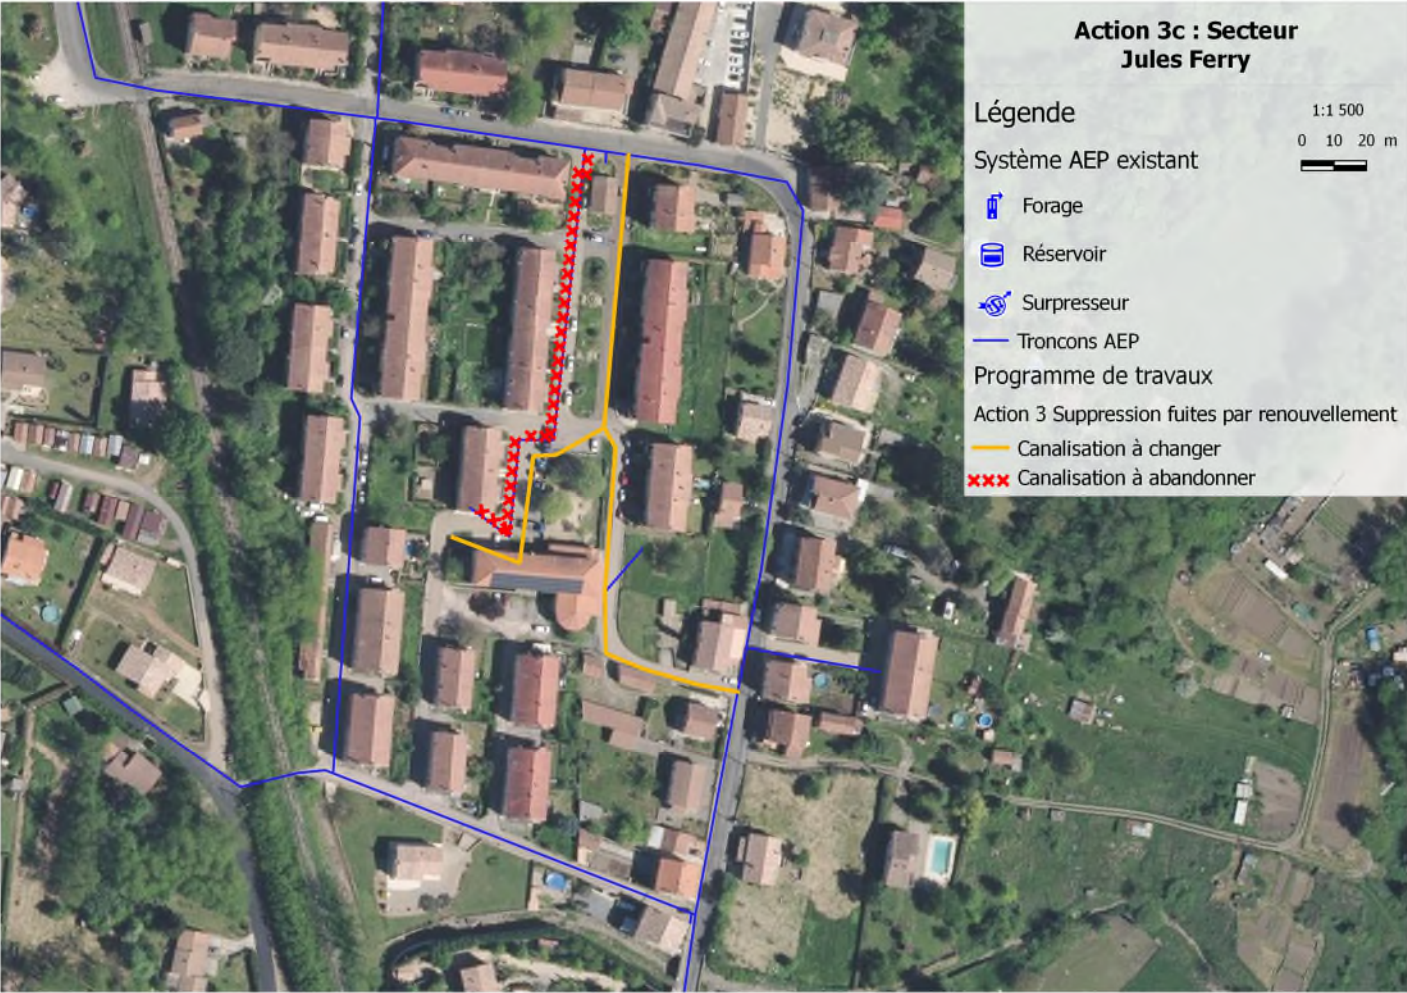 Action 3c : Secteur
Jules Ferry
Légende
1:1 500
0 10 20 m
Système AEP existant
Forage
Réservoir
Surpresseur
Troncons AEP
Programme de travaux
Action 3 Suppression fuites par renouvellement
Canalisation à changer
Canalisation à abandonner